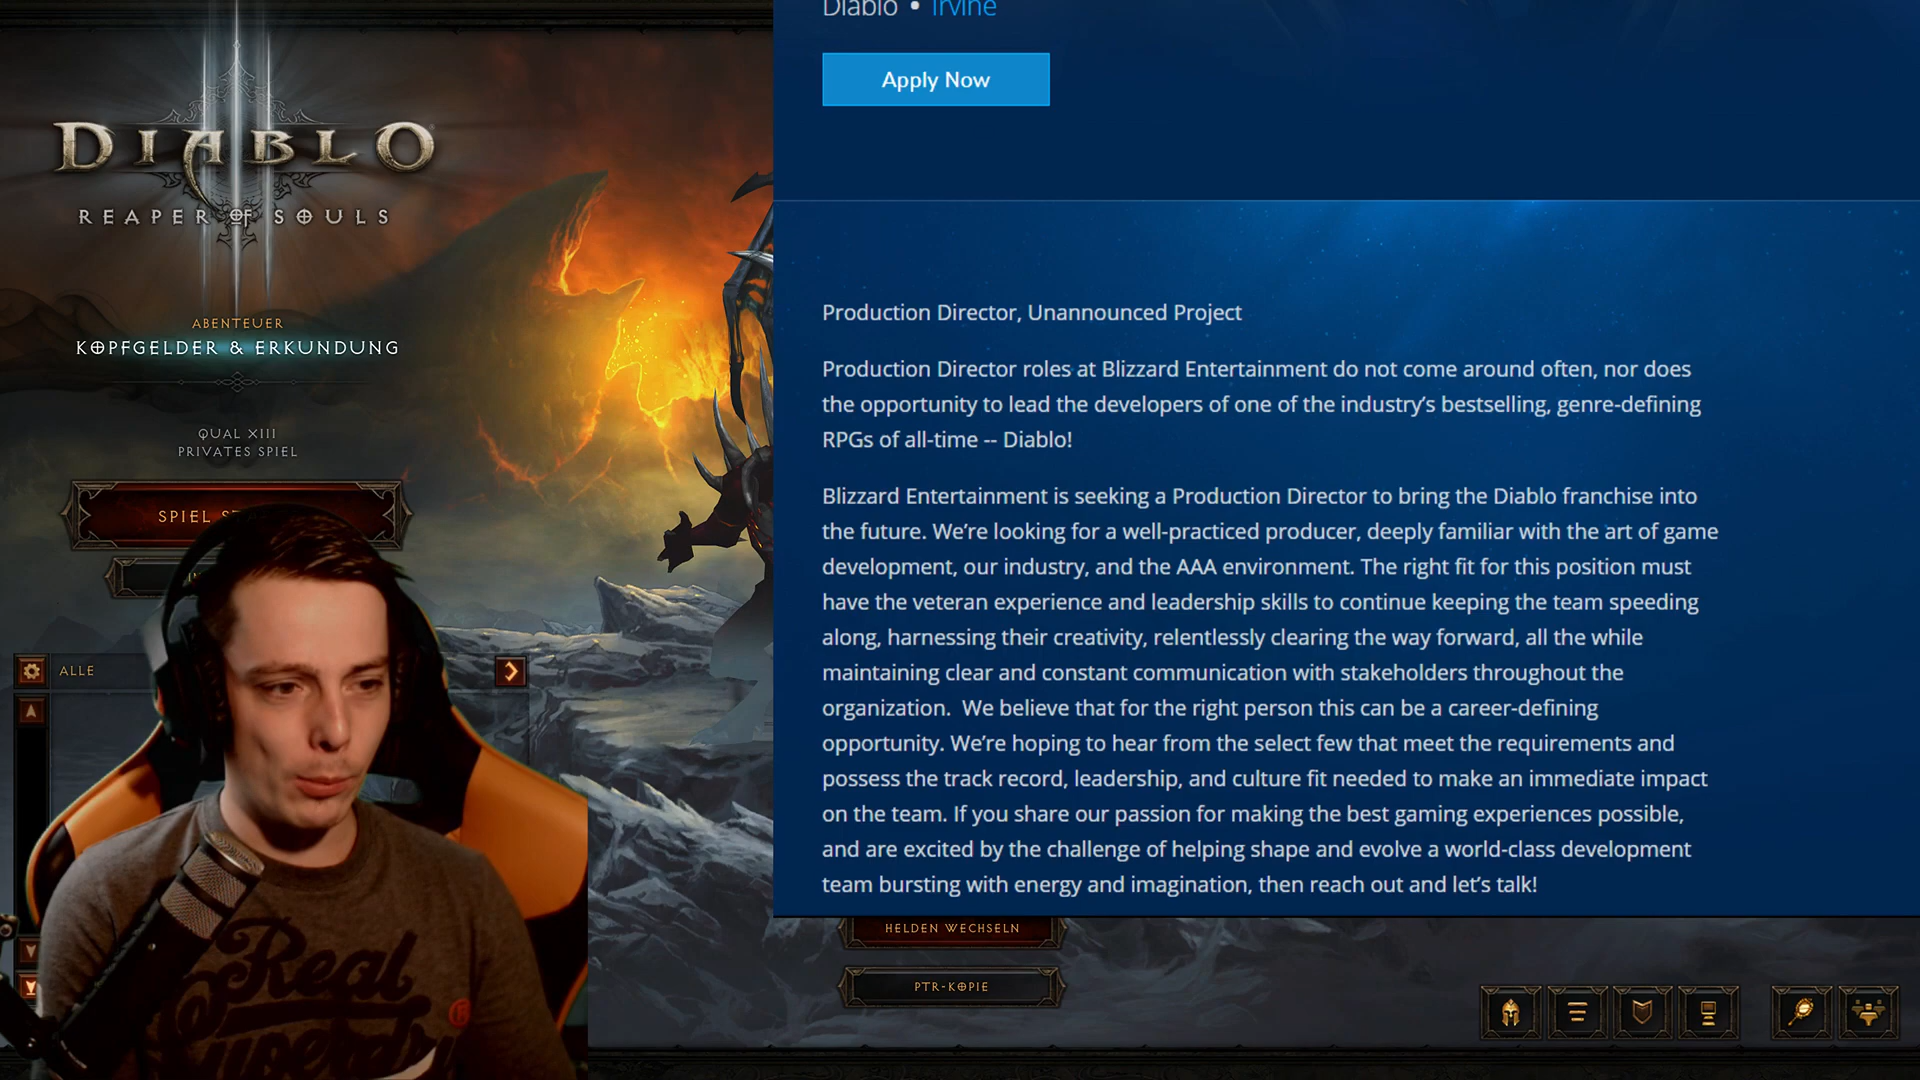 DIABLO
REAPER OF SOULS
ABENTEUER
KOPFGELDER & ERKUNDUNG
QUAL XIII
PRIVATES SPIEL
SPIEL
ALLE
Real
Diablo • Irvine
Apply Now
Production Director, Unannounced Project
Production Director roles at Blizzard Entertainment do not come around often, nor does
the opportunity to lead the developers of one of the industry’s bestselling, genre-defining
RPGs of all-time -- Diablo!
Blizzard Entertainment is seeking a Production Director to bring the Diablo franchise into
the future. We’re looking for a well-practiced producer, deeply familiar with the art of game
development, our industry, and the AAA environment. The right fit for this position must
have the veteran experience and leadership skills to continue keeping the team speeding
along, harnessing their creativity, relentlessly clearing the way forward, all the while
maintaining clear and constant communication with stakeholders throughout the
organization.  We believe that for the right person this can be a career-defining
opportunity. We’re hoping to hear from the select few that meet the requirements and
possess the track record, leadership, and culture fit needed to make an immediate impact
on the team. If you share our passion for making the best gaming experiences possible,
and are excited by the challenge of helping shape and evolve a world-class development
team bursting with energy and imagination, then reach out and let’s talk!
HELDEN WECHSELN
PTR-KOPIE